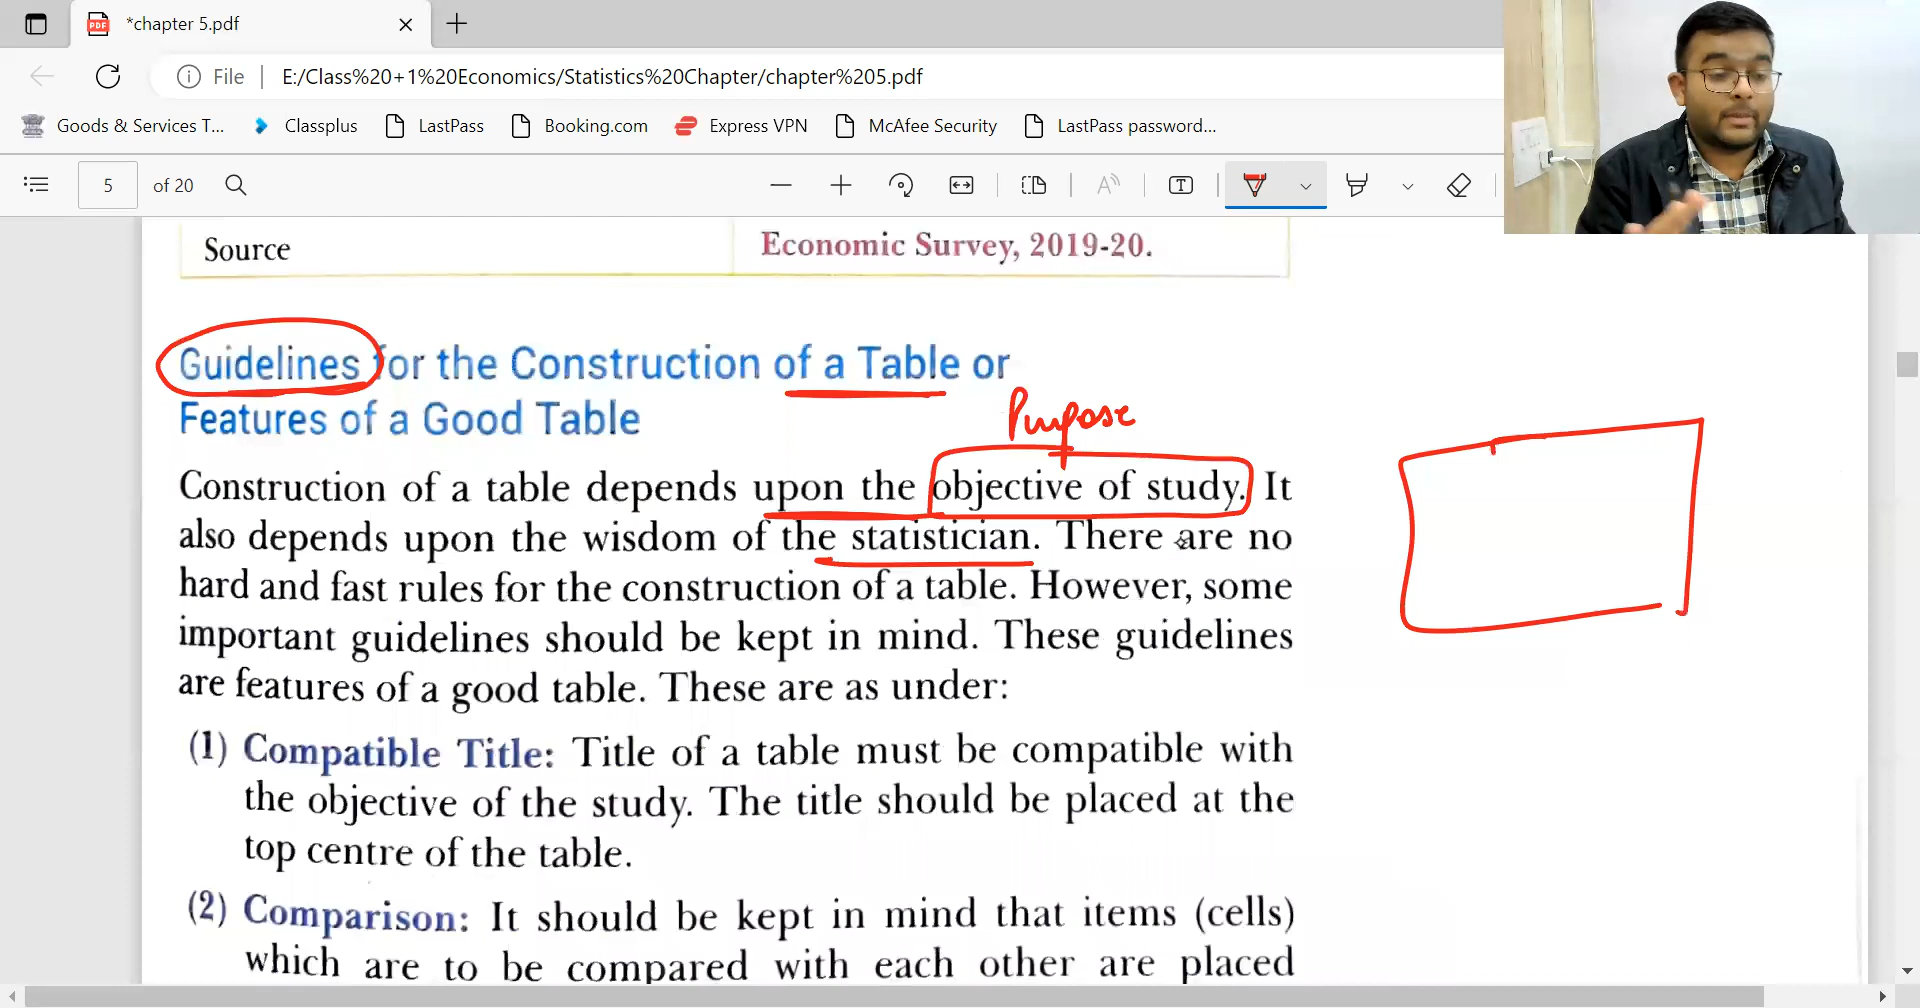 *chapter 5.pdf
File E:/Class%20+1%20Economics/Statistics%20Chapter/chapter%205.pdf
Goods & Services T... Classplus LastPass Booking.com Express VPN McAfee Security LastPass password...
5 of 20
Source Economic Survey, 2019-20.
Guidelines for the Construction of a Table or
Features of a Good Table
Purpose
Construction of a table depends upon the objective of study. It
also depends upon the wisdom of the statistician. There are no
hard and fast rules for the construction of a table. However, some
important guidelines should be kept in mind. These guidelines
are features of a good table. These are as under:
(1) Compatible Title: Title of a table must be compatible with
the objective of the study. The title should be placed at the
top centre of the table.
(2) Comparison: It should be kept in mind that items (cells)
which are to be compared with each other are placed